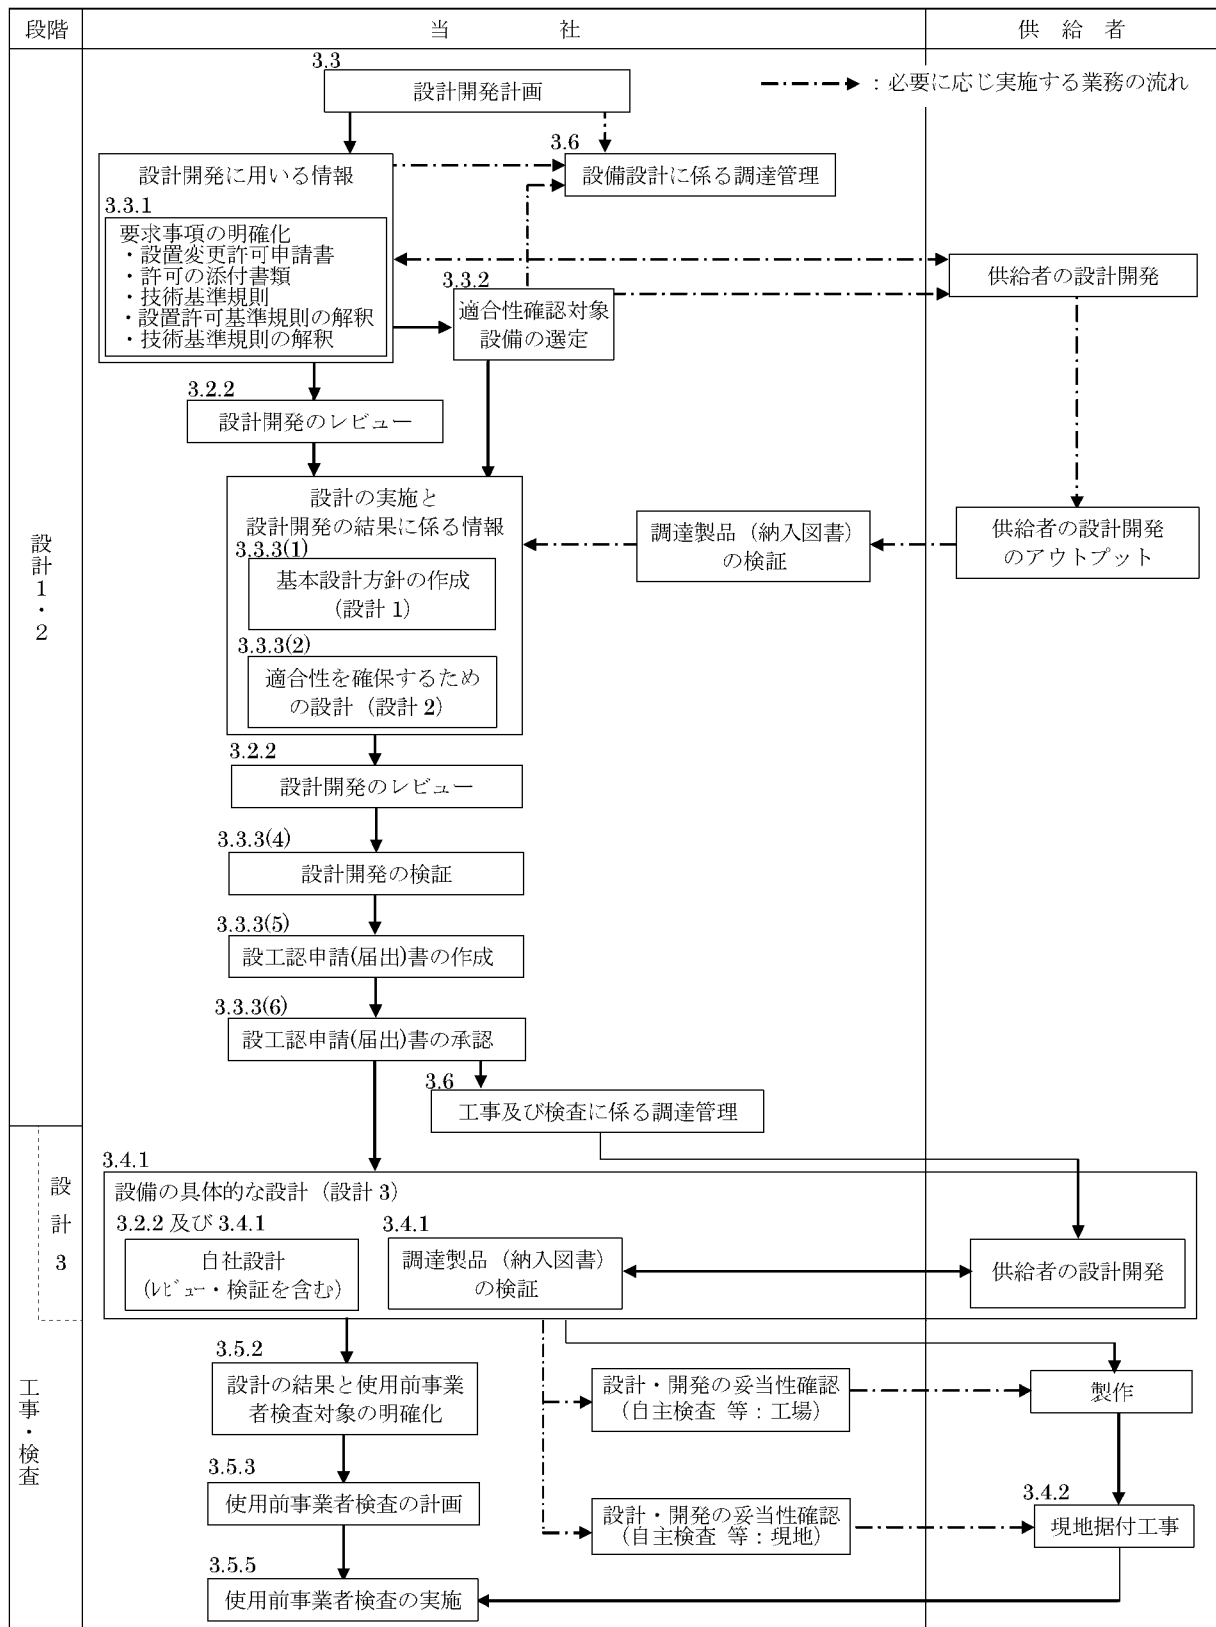 段階
当　　　社
供　給　者
：必要に応じ実施する業務の流れ
3.3
設計開発計画
3.6
設備設計に係る調達管理
設計開発に用いる情報
3.3.1
要求事項の明確化
・設置変更許可申請書
・許可の添付書類
・技術基準規則
・設置許可基準規則の解釈
・技術基準規則の解釈
3.3.2
適合性確認対象
設備の選定
供給者の設計開発
3.2.2
設計開発のレビュー
設計の実施と
設計開発の結果に係る情報
3.3.3(1)
基本設計方針の作成
（設計 1）
3.3.3(2)
適合性を確保するため
の設計（設計 2）
調達製品（納入図書）
の検証
供給者の設計開発
のアウトプット
設計１・２
3.2.2
設計開発のレビュー
3.3.3(4)
設計開発の検証
3.3.3(5)
設工認申請(届出)書の作成
3.3.3(6)
設工認申請(届出)書の承認
3.6
工事及び検査に係る調達管理
設計３
3.4.1
設備の具体的な設計（設計 3）
3.2.2 及び 3.4.1
自社設計
(ﾚﾋﾞｭｰ・検証を含む)
3.4.1
調達製品（納入図書）
の検証
供給者の設計開発
工事・検査
3.5.2
設計の結果と使用前事業
者検査対象の明確化
設計・開発の妥当性確認
（自主検査 等：工場）
製作
3.5.3
使用前事業者検査の計画
設計・開発の妥当性確認
（自主検査 等：現地）
3.4.2
現地据付工事
3.5.5
使用前事業者検査の実施